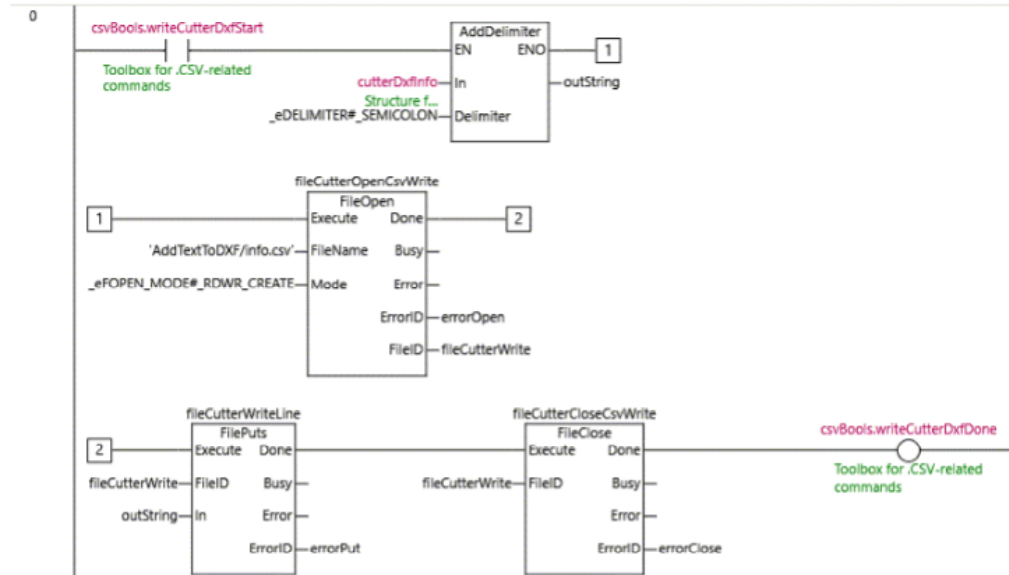 0
csvBools.writeCutterDxfStart
Toolbox for .CSV-related
commands
AddDelimiter
EN ENO
1
cutterDxfInfo
In
outString
Structure f...
_eDELIMITER#_SEMICOLON
Delimiter
fileCutterOpenCsvWrite
FileOpen
1
Execute Done
2
'AddTextToDXF/info.csv'
FileName Busy
_eFOPEN_MODE#_RDWR_CREATE
Mode Error
ErrorID
errorOpen
FileID
fileCutterWrite
fileCutterWriteLine
FilePuts
2
Execute Done
fileCutterWrite
FileID Busy
outString
In Error
ErrorID
errorPut
fileCutterCloseCsvWrite
FileClose
Execute Done
fileCutterWrite
FileID Busy
Error
ErrorID
errorClose
csvBools.writeCutterDxfDone
Toolbox for .CSV-related
commands